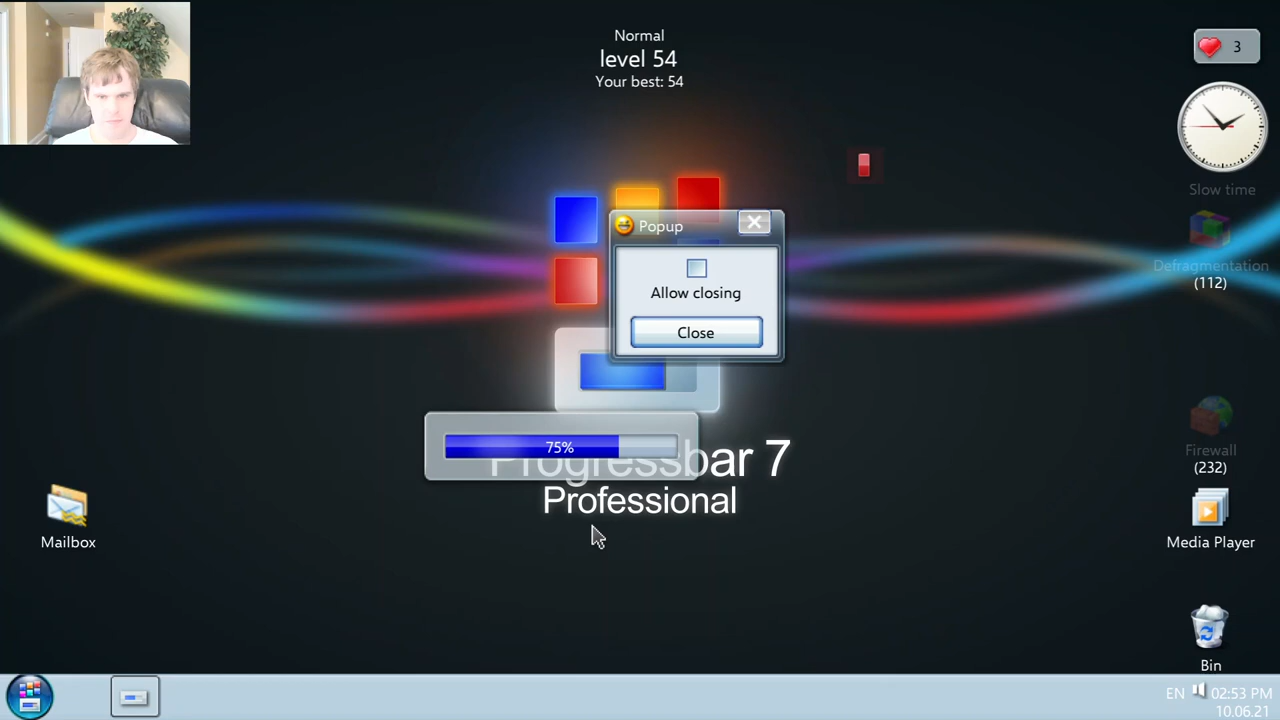 Normal
level 54
Your best: 54
3
Slow time
Defragmentation
(112)
Popup
Allow closing
Close
75%
Progressbar 7
Professional
Firewall
(232)
Mailbox
Media Player
Bin
EN 02:53 PM
10.06.21